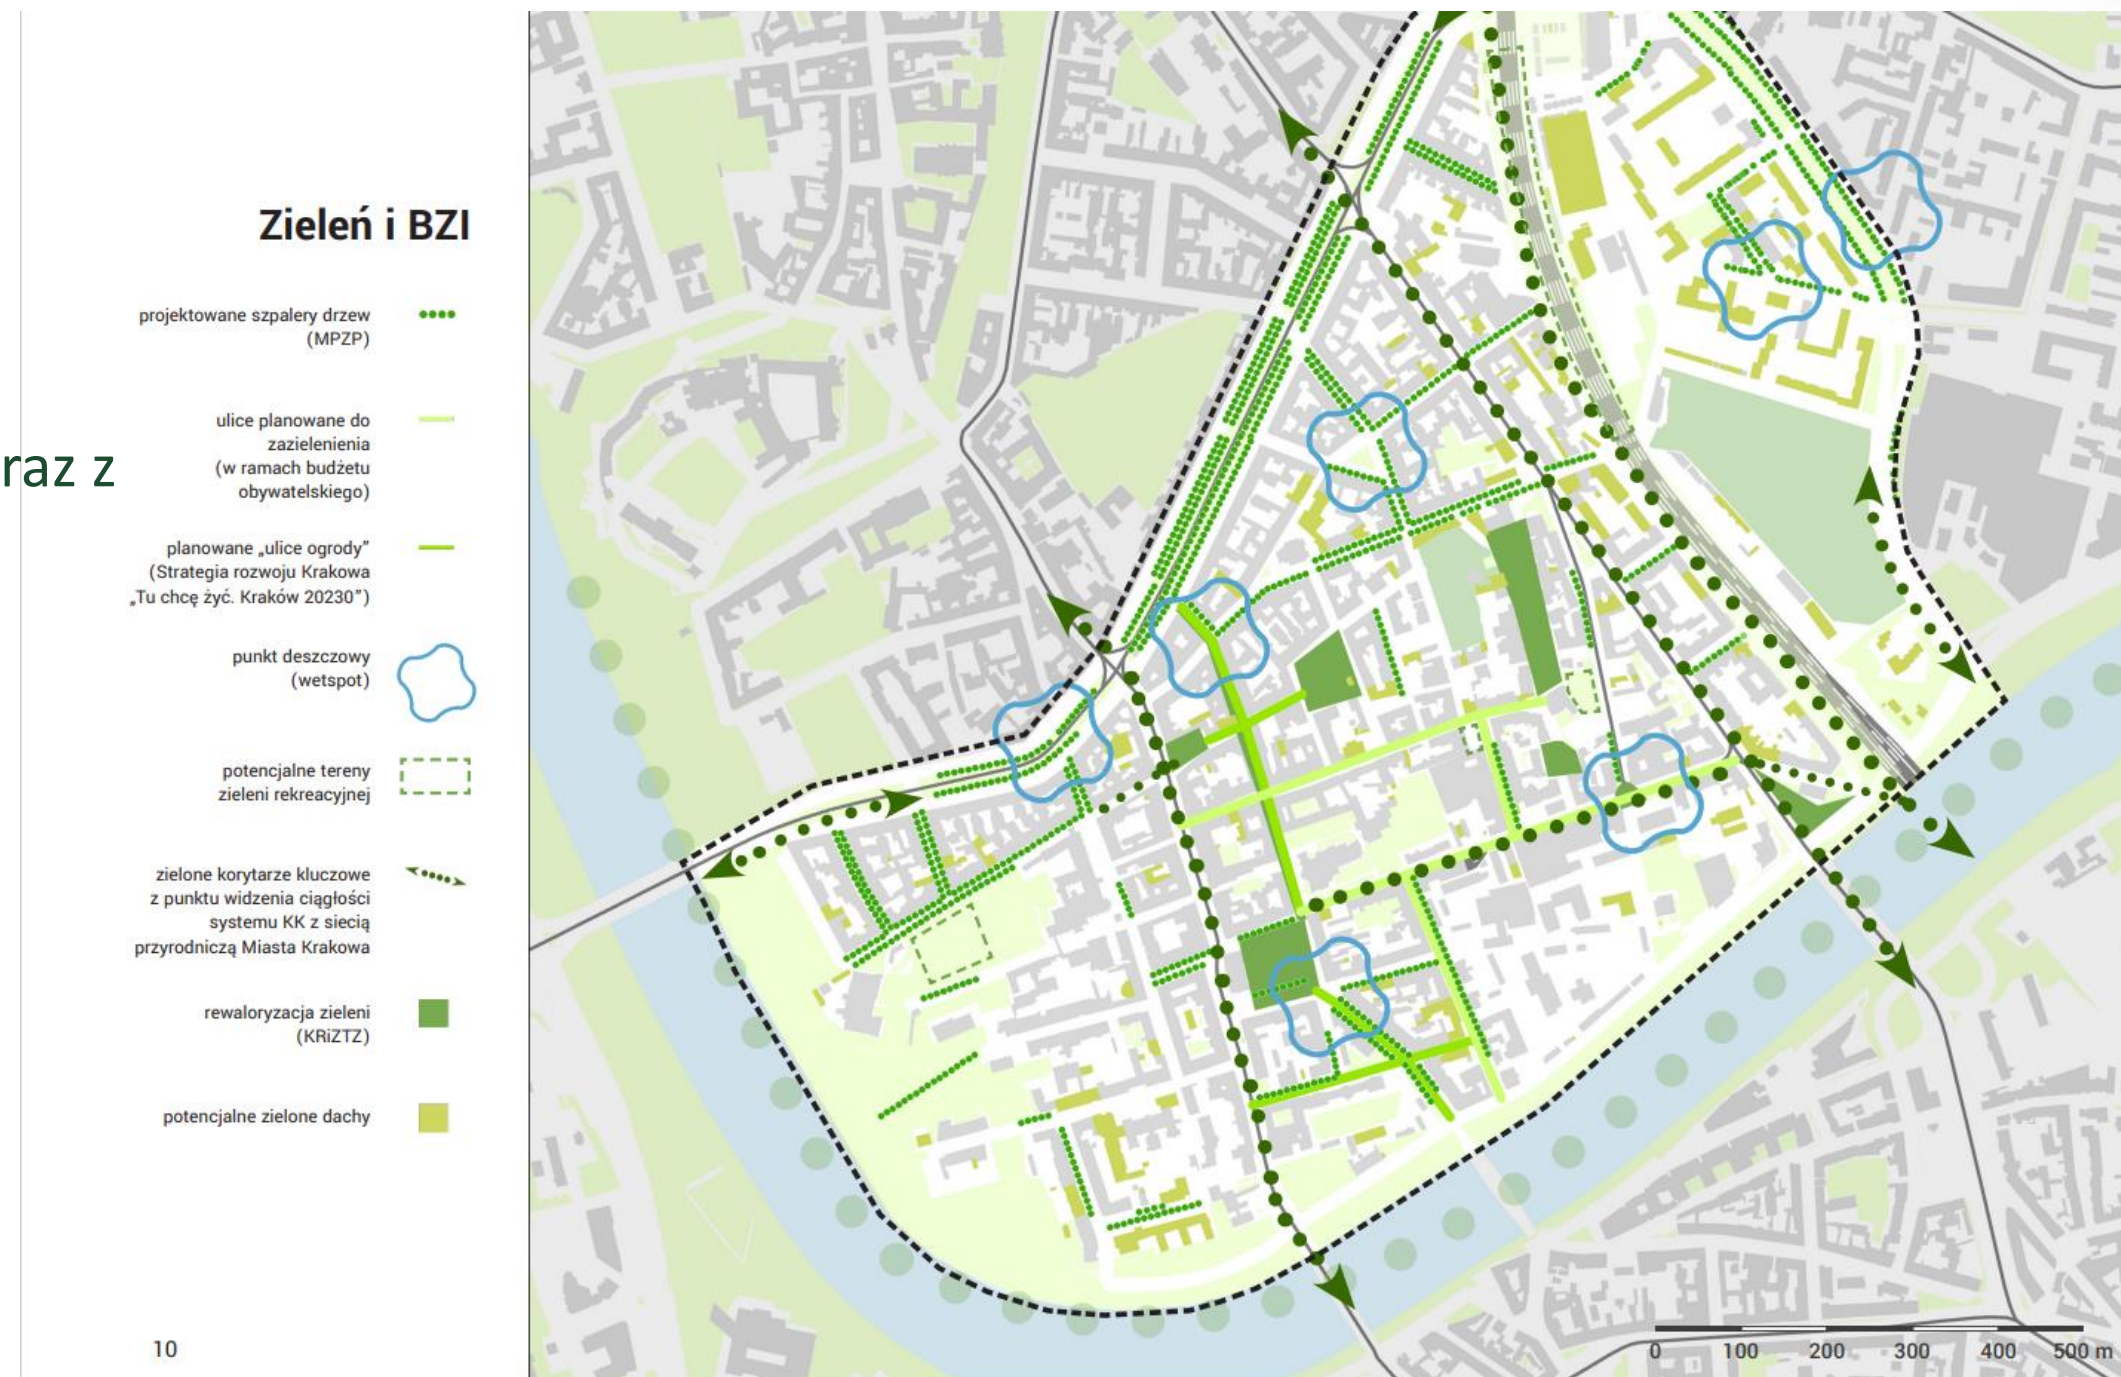 Zieleń i BZI
projektowane szpalery drzew
(MPZP)
ulice planowane do
zazielenienia
(w ramach budżetu
obywatelskiego)
raz z
planowane „ulice ogrody”
(Strategia rozwoju Krakowa
„Tu chcę żyć. Kraków 20230”)
punkt deszczowy
(wetspot)
potencjalne tereny
zieleni rekreacyjnej
zielone korytarze kluczowe
z punktu widzenia ciągłości
systemu KK z siecią
przyrodniczą Miasta Krakowa
rewaloryzacja zieleni
(KRiZTZ)
potencjalne zielone dachy
10
0 100 200 300 400 500 m